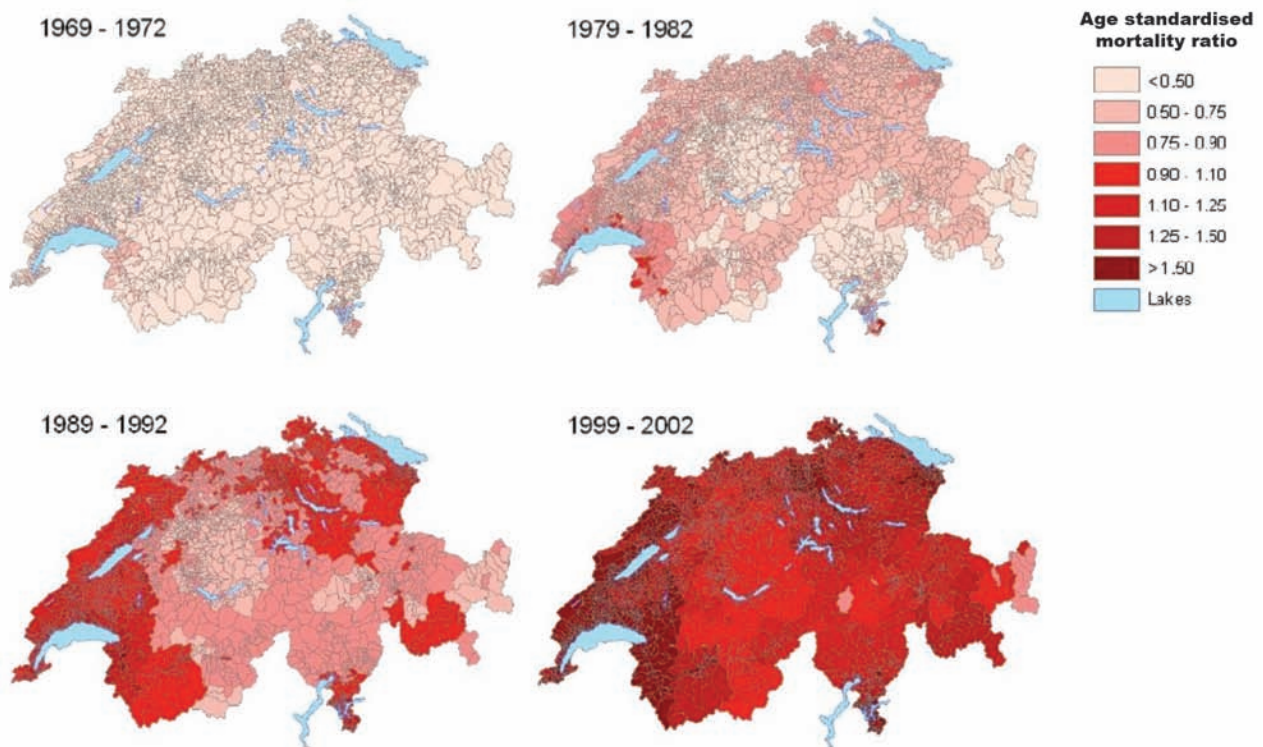 1969 - 1972
1979 - 1982
Age standardised
mortality ratio
<0.50
0.50 - 0.75
0.75 - 0.90
0.90 - 1.10
1.10 - 1.25
1.25 - 1.50
>1.50
Lakes
1989 - 1992
1999 - 2002